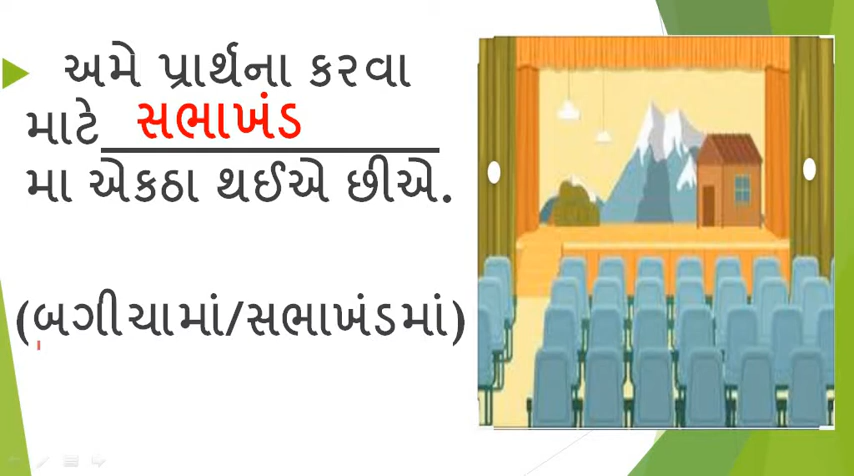 અમે પ્રાર્થના કરવા
માટે સભાખંડ
મા એકઠા થઈએ છીએ.
(બગીચામાં/સભાખંડમાં)